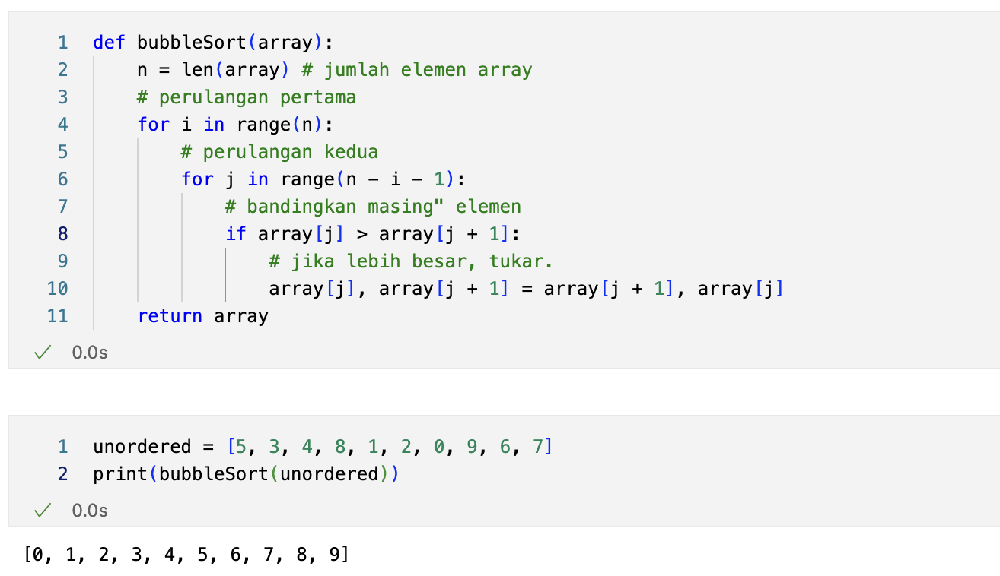 1 def bubbleSort(array):
2     n = len(array) # jumlah elemen array
3     # perulangan pertama
4     for i in range(n):
5         # perulangan kedua
6         for j in range(n - i - 1):
7             # bandingkan masing" elemen
8             if array[j] > array[j + 1]:
9                 # jika lebih besar, tukar.
10                 array[j], array[j + 1] = array[j + 1], array[j]
11     return array
✓ 0.0s
1 unordered = [5, 3, 4, 8, 1, 2, 0, 9, 6, 7]
2 print(bubbleSort(unordered))
✓ 0.0s
[0, 1, 2, 3, 4, 5, 6, 7, 8, 9]